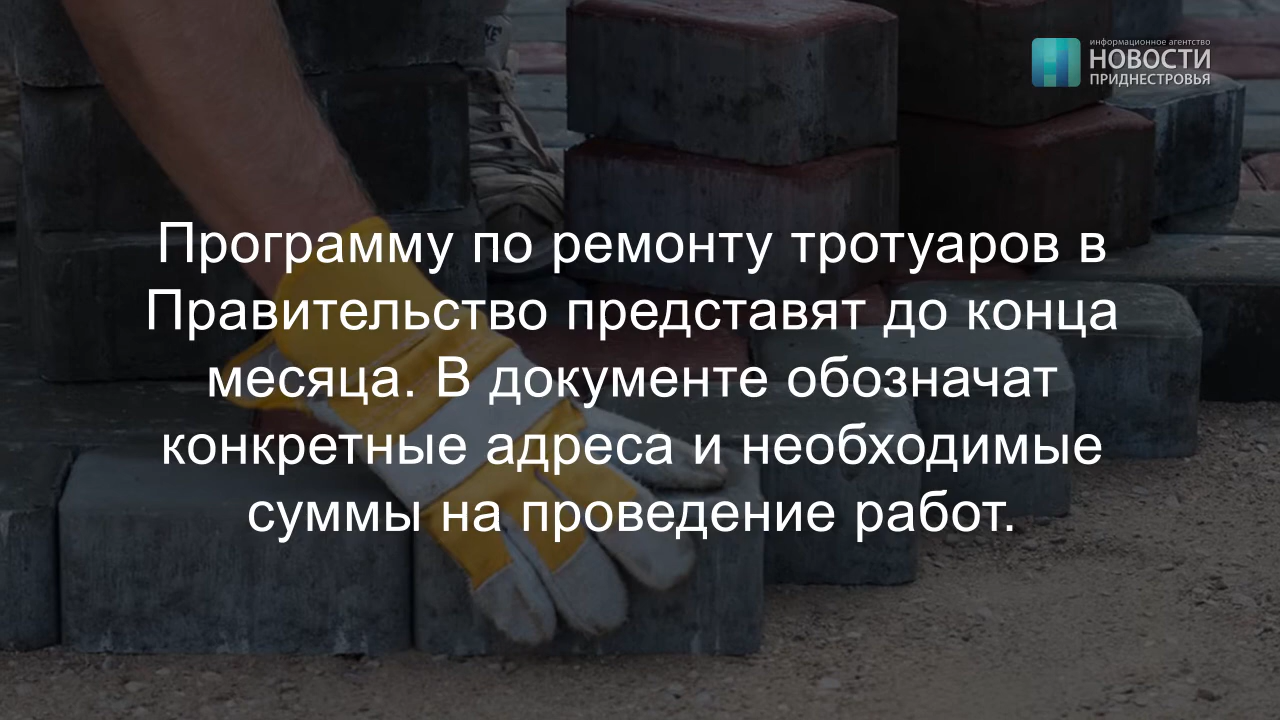 информационное агентство
НОВОСТИ
ПРИДНЕСТРОВЬЯ
Программу по ремонту тротуаров в
Правительство представят до конца
месяца. В документе обозначат
конкретные адреса и необходимые
суммы на проведение работ.